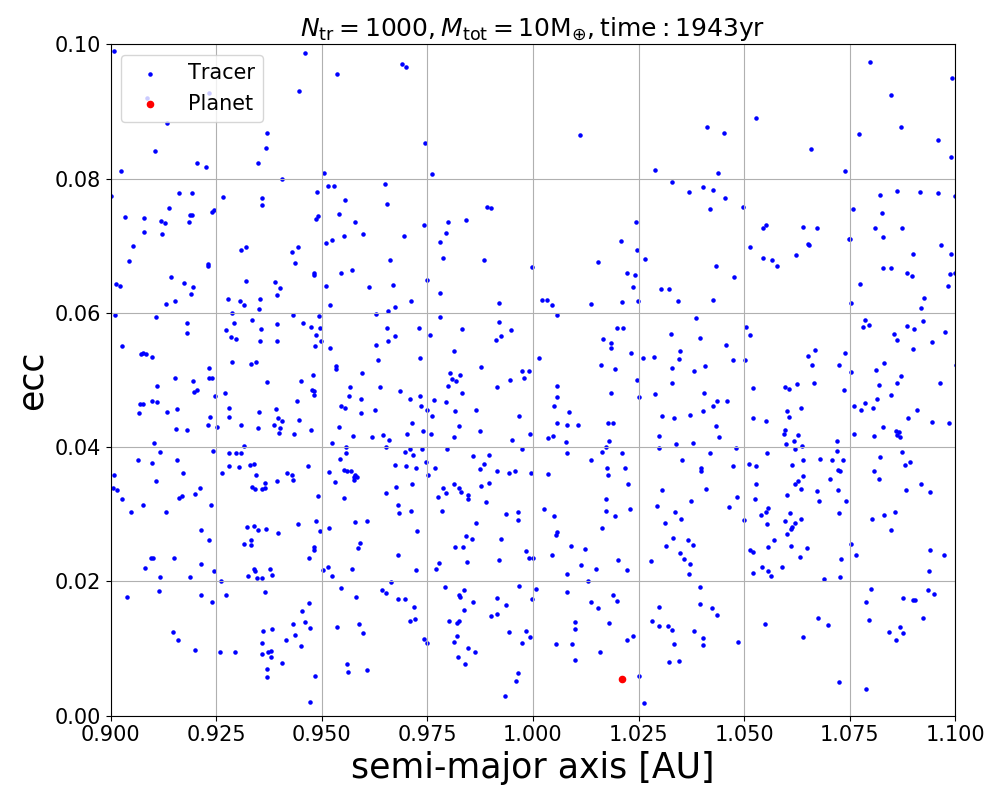 N_tr = 1000, M_tot = 10M_⊕, time : 1943yr
0.10
Tracer
Planet
0.08
0.06
ecc
0.04
0.02
0.00
0.900 0.925 0.950 0.975 1.000 1.025 1.050 1.075 1.100
semi-major axis [AU]